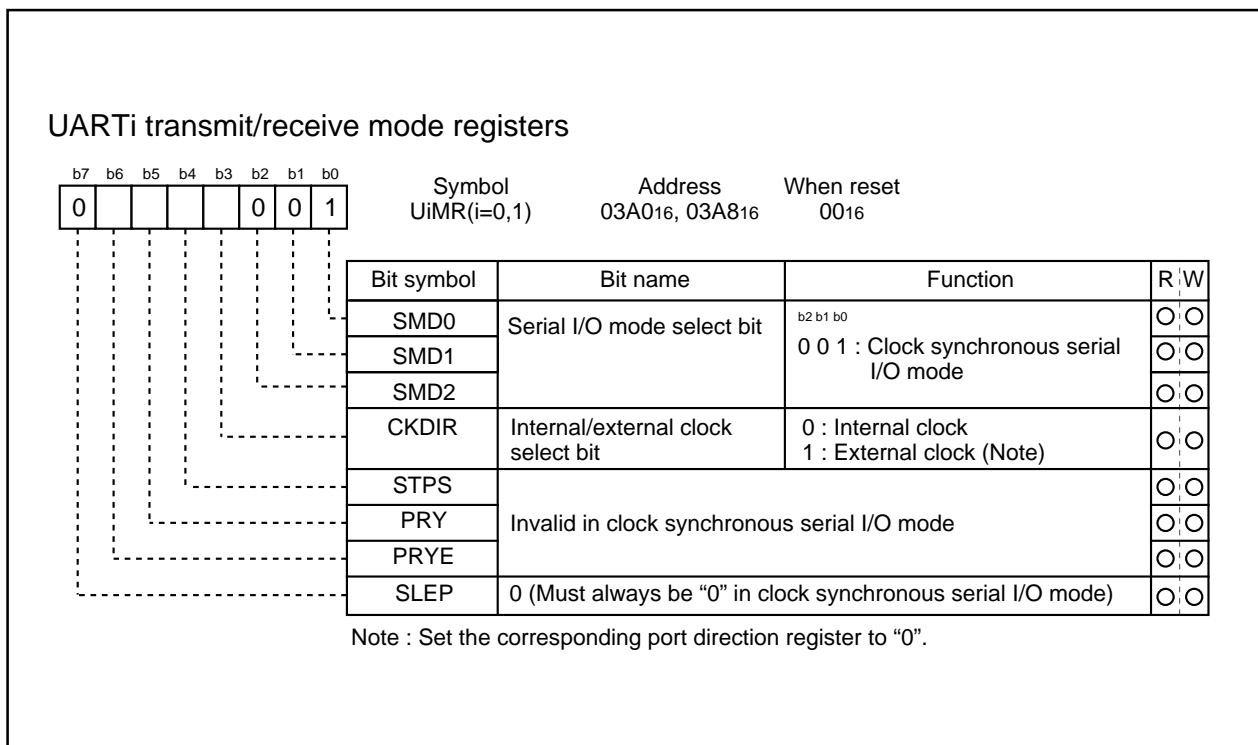 UARTi transmit/receive mode registers
b7 b6 b5 b4 b3 b2 b1 b0
0 0 0 1
Symbol Address When reset
UiMR(i=0,1) 03A016, 03A816 0016
Bit symbol Bit name Function R W
SMD0 Serial I/O mode select bit b2 b1 b0
SMD1 0 0 1 : Clock synchronous serial
I/O mode
SMD2
CKDIR Internal/external clock 0 : Internal clock
select bit 1 : External clock (Note)
STPS
PRY Invalid in clock synchronous serial I/O mode
PRYE
SLEP 0 (Must always be “0” in clock synchronous serial I/O mode)
Note : Set the corresponding port direction register to “0”.